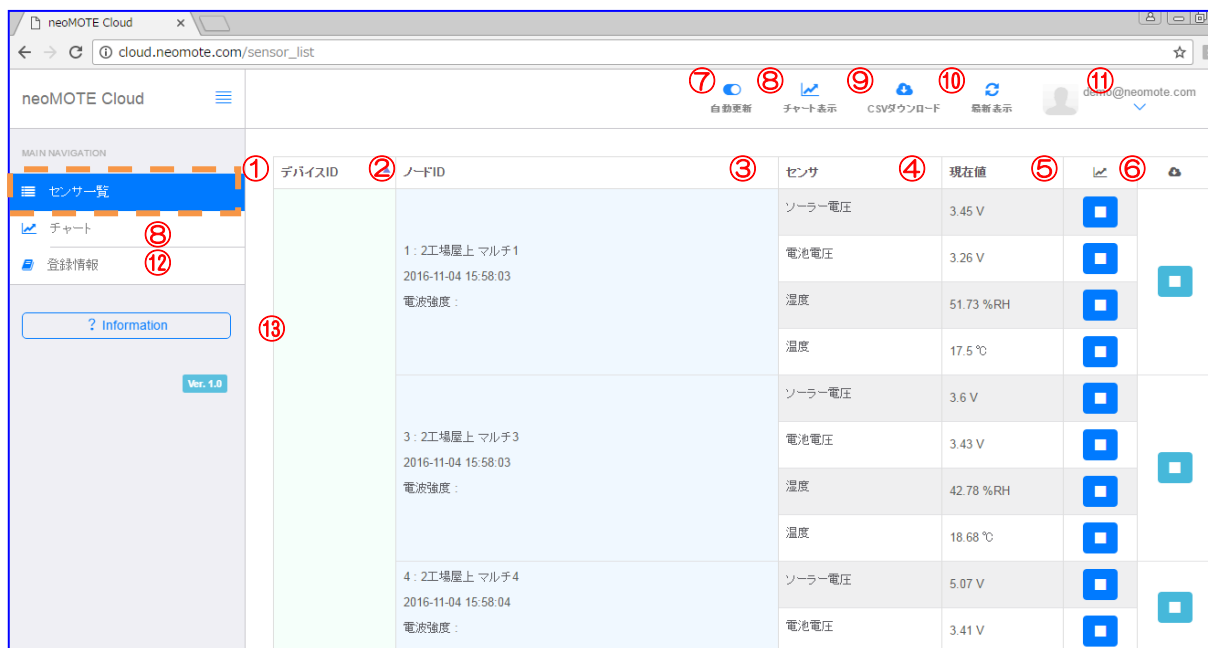 neoMOTE Cloud ×
cloud.neomote.com/sensor_list
neoMOTE Cloud
⑦ 自動更新
⑧ チャート表示
⑨ CSVダウンロード
⑩ 最新表示
⑪ demo@neomote.com
MAIN NAVIGATION
センサ一覧
チャート ⑧
登録情報 ⑫
? Information
Ver. 1.0
① デバイスID ② ノードID ③ センサ ④ 現在値 ⑤ ⑥
⑬
1 : 2工場屋上 マルチ1
2016-11-04 15:58:03
電波強度 :
ソーラー電圧 3.45 V
電池電圧 3.26 V
湿度 51.73 %RH
温度 17.5 ℃
3 : 2工場屋上 マルチ3
2016-11-04 15:58:03
電波強度 :
ソーラー電圧 3.6 V
電池電圧 3.43 V
湿度 42.78 %RH
温度 18.68 ℃
4 : 2工場屋上 マルチ4
2016-11-04 15:58:04
電波強度 :
ソーラー電圧 5.07 V
電池電圧 3.41 V